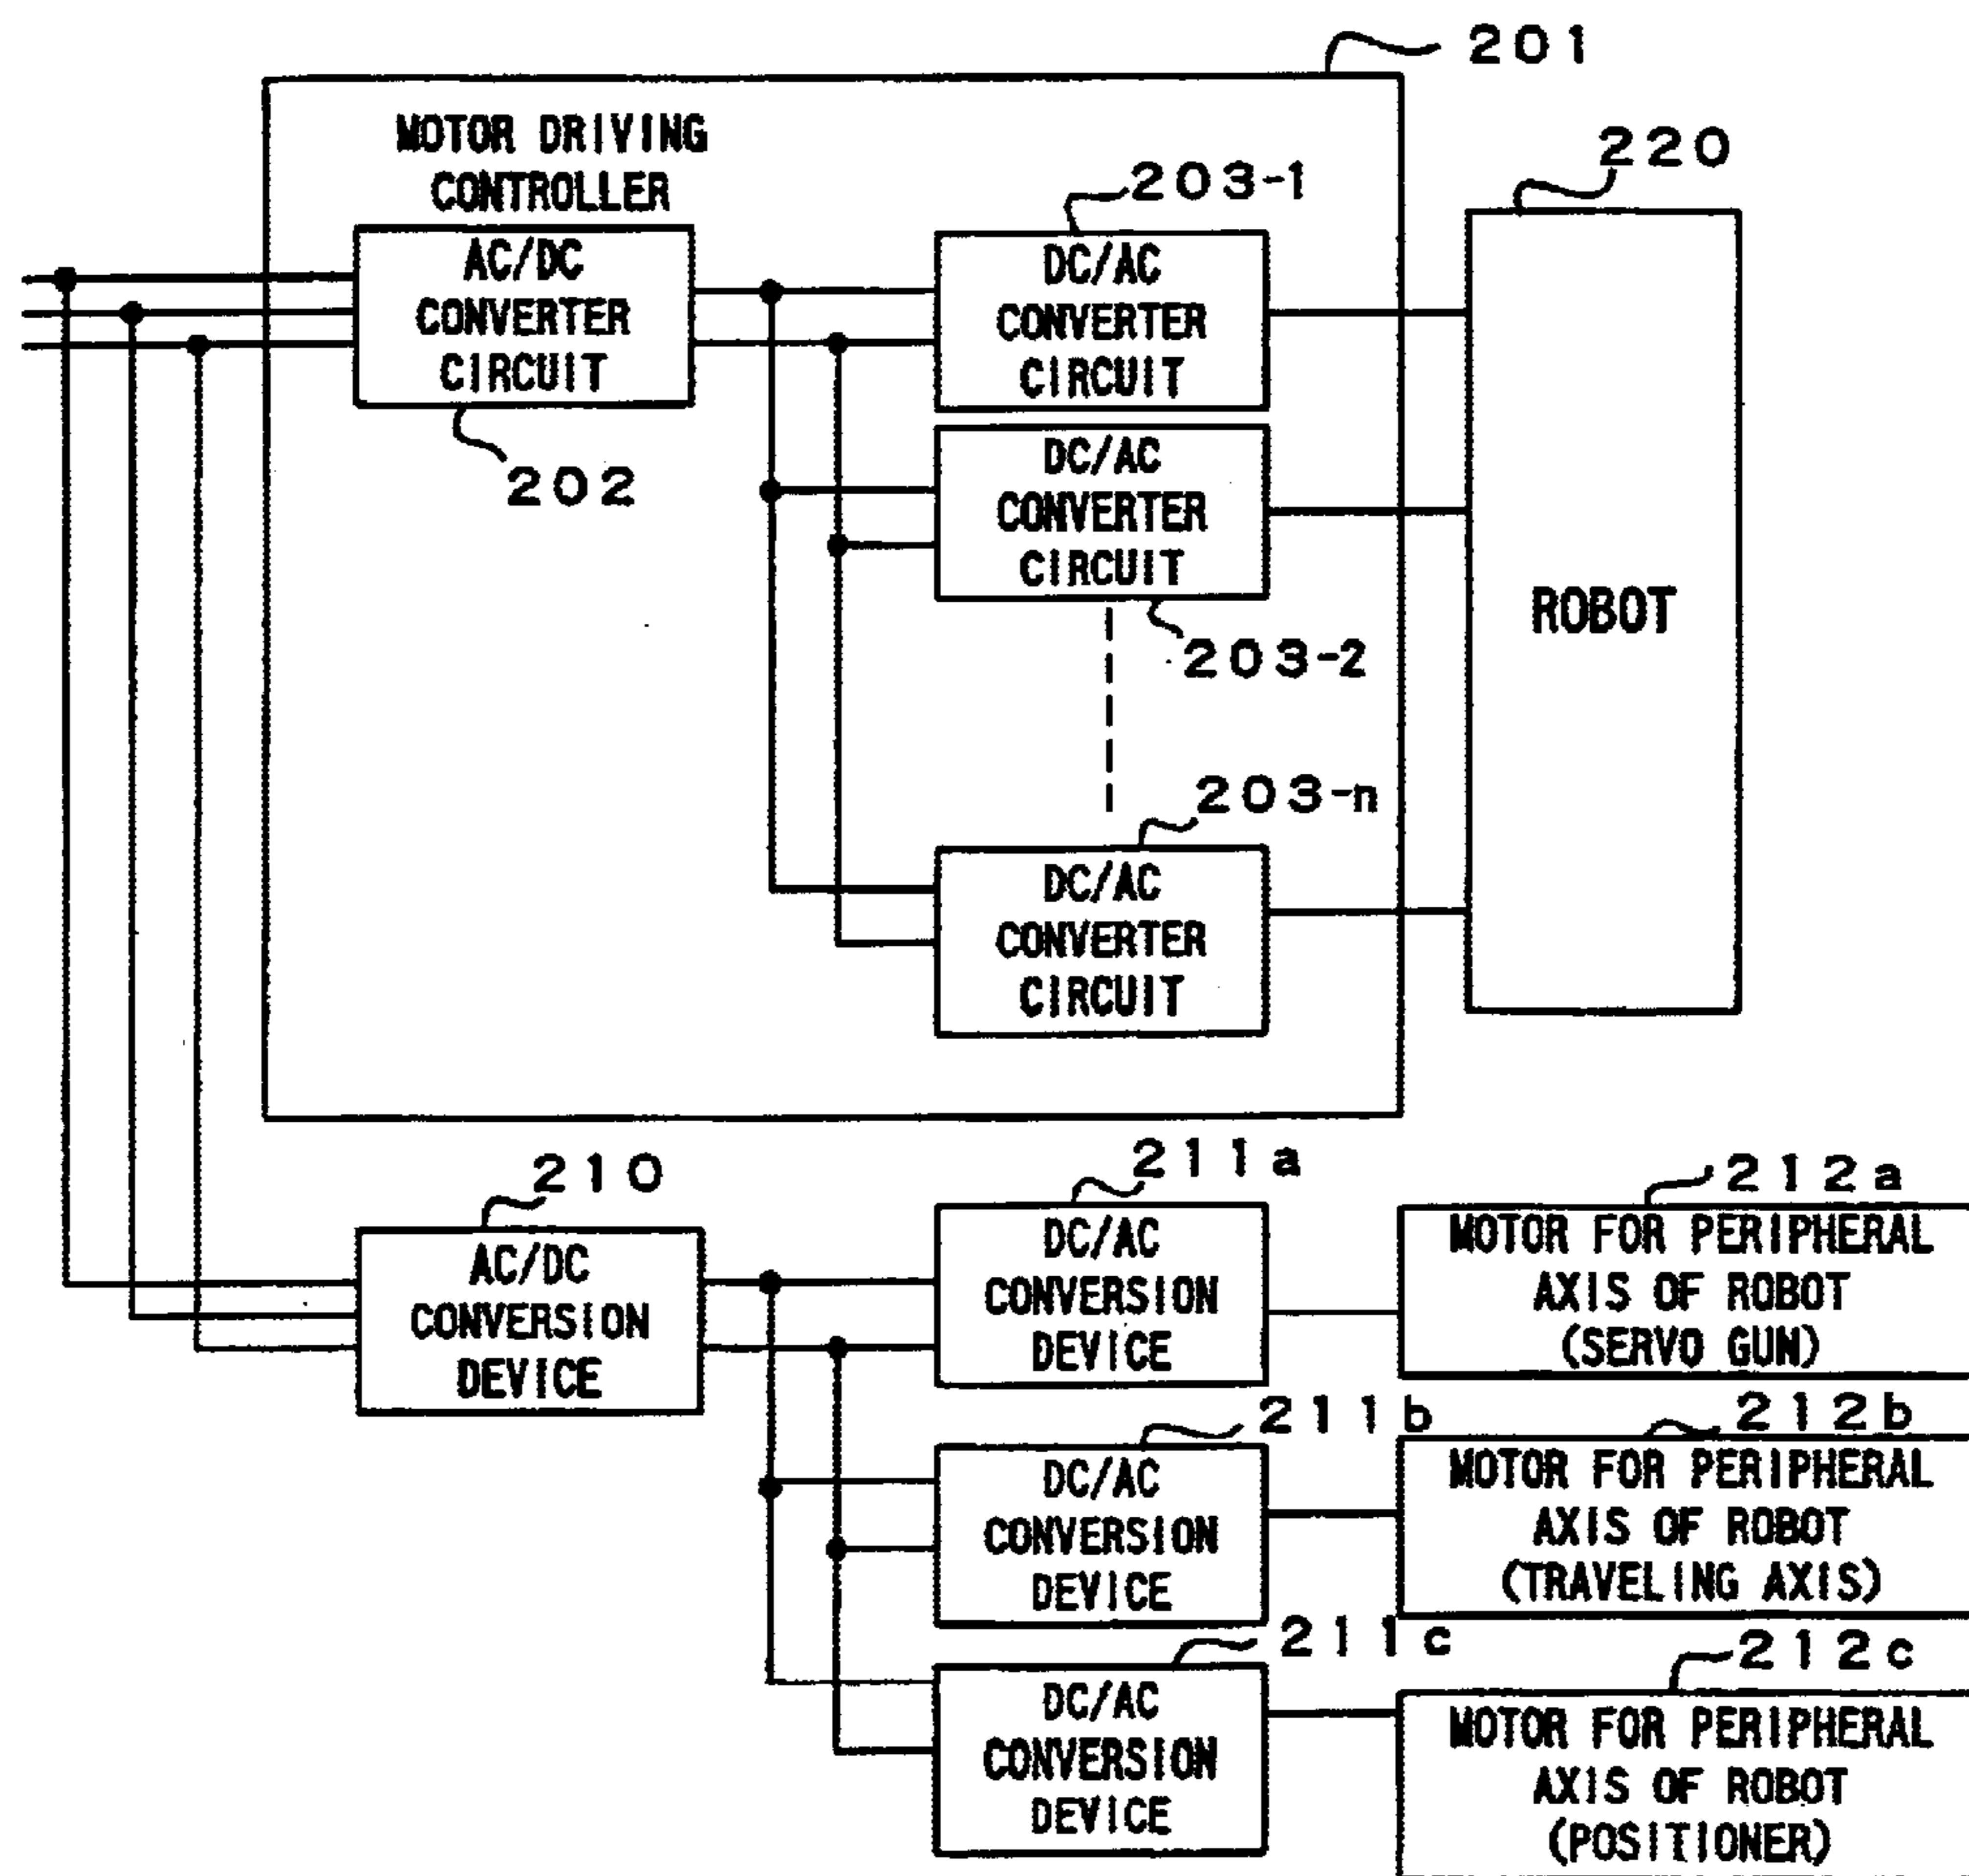 201
MOTOR DRIVING
CONTROLLER
220
203-1
AC/DC
CONVERTER
CIRCUIT
202
DC/AC
CONVERTER
CIRCUIT
DC/AC
CONVERTER
CIRCUIT
203-2
ROBOT
203-n
DC/AC
CONVERTER
CIRCUIT
210
AC/DC
CONVERSION
DEVICE
211a
DC/AC
CONVERSION
DEVICE
212a
MOTOR FOR PERIPHERAL
AXIS OF ROBOT
(SERVO GUN)
211b
DC/AC
CONVERSION
DEVICE
212b
MOTOR FOR PERIPHERAL
AXIS OF ROBOT
(TRAVELING AXIS)
211c
DC/AC
CONVERSION
DEVICE
212c
MOTOR FOR PERIPHERAL
AXIS OF ROBOT
(POSITIONER)